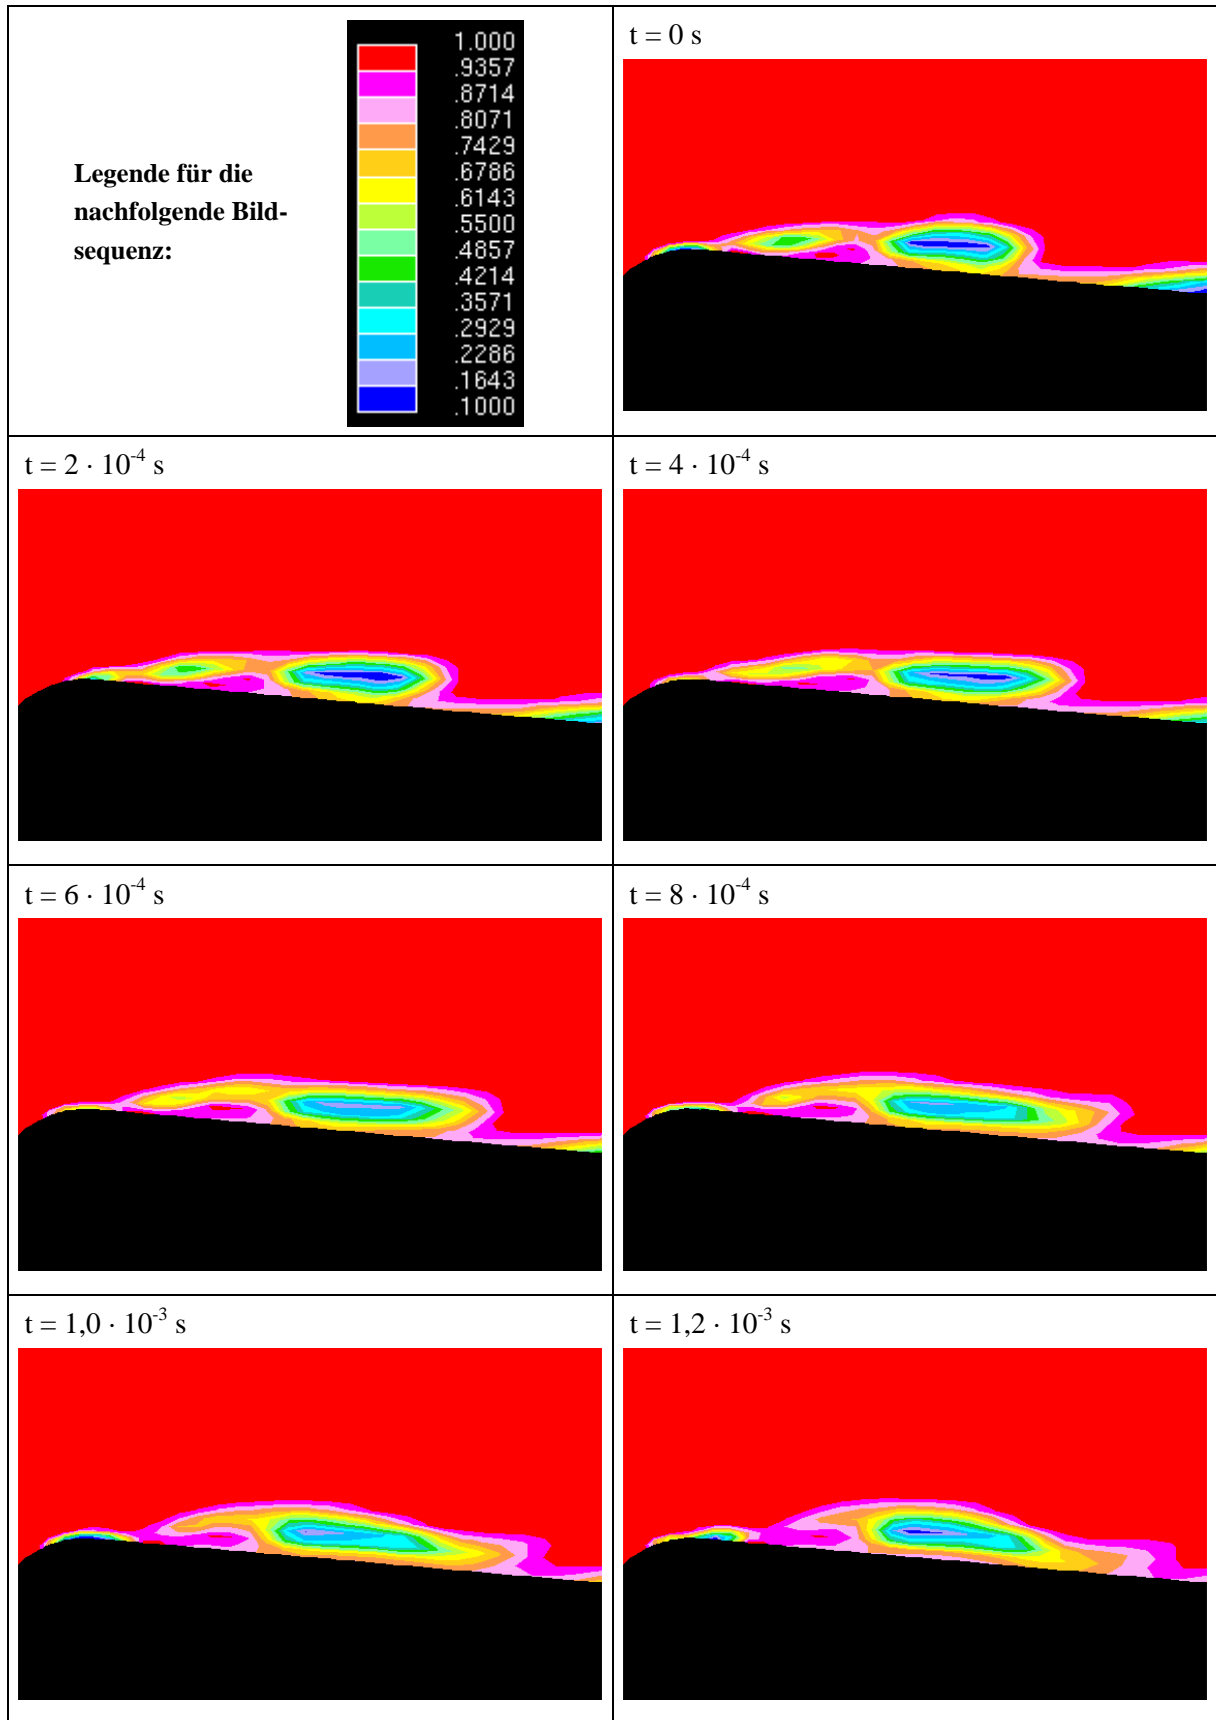 Legende für die
nachfolgende Bild-
sequenz:
1.000
.9357
.8714
.8071
.7429
.6786
.6143
.5500
.4857
.4214
.3571
.2929
.2286
.1643
.1000
t = 0 s
t = 2 · 10⁻⁴ s
t = 4 · 10⁻⁴ s
t = 6 · 10⁻⁴ s
t = 8 · 10⁻⁴ s
t = 1,0 · 10⁻³ s
t = 1,2 · 10⁻³ s